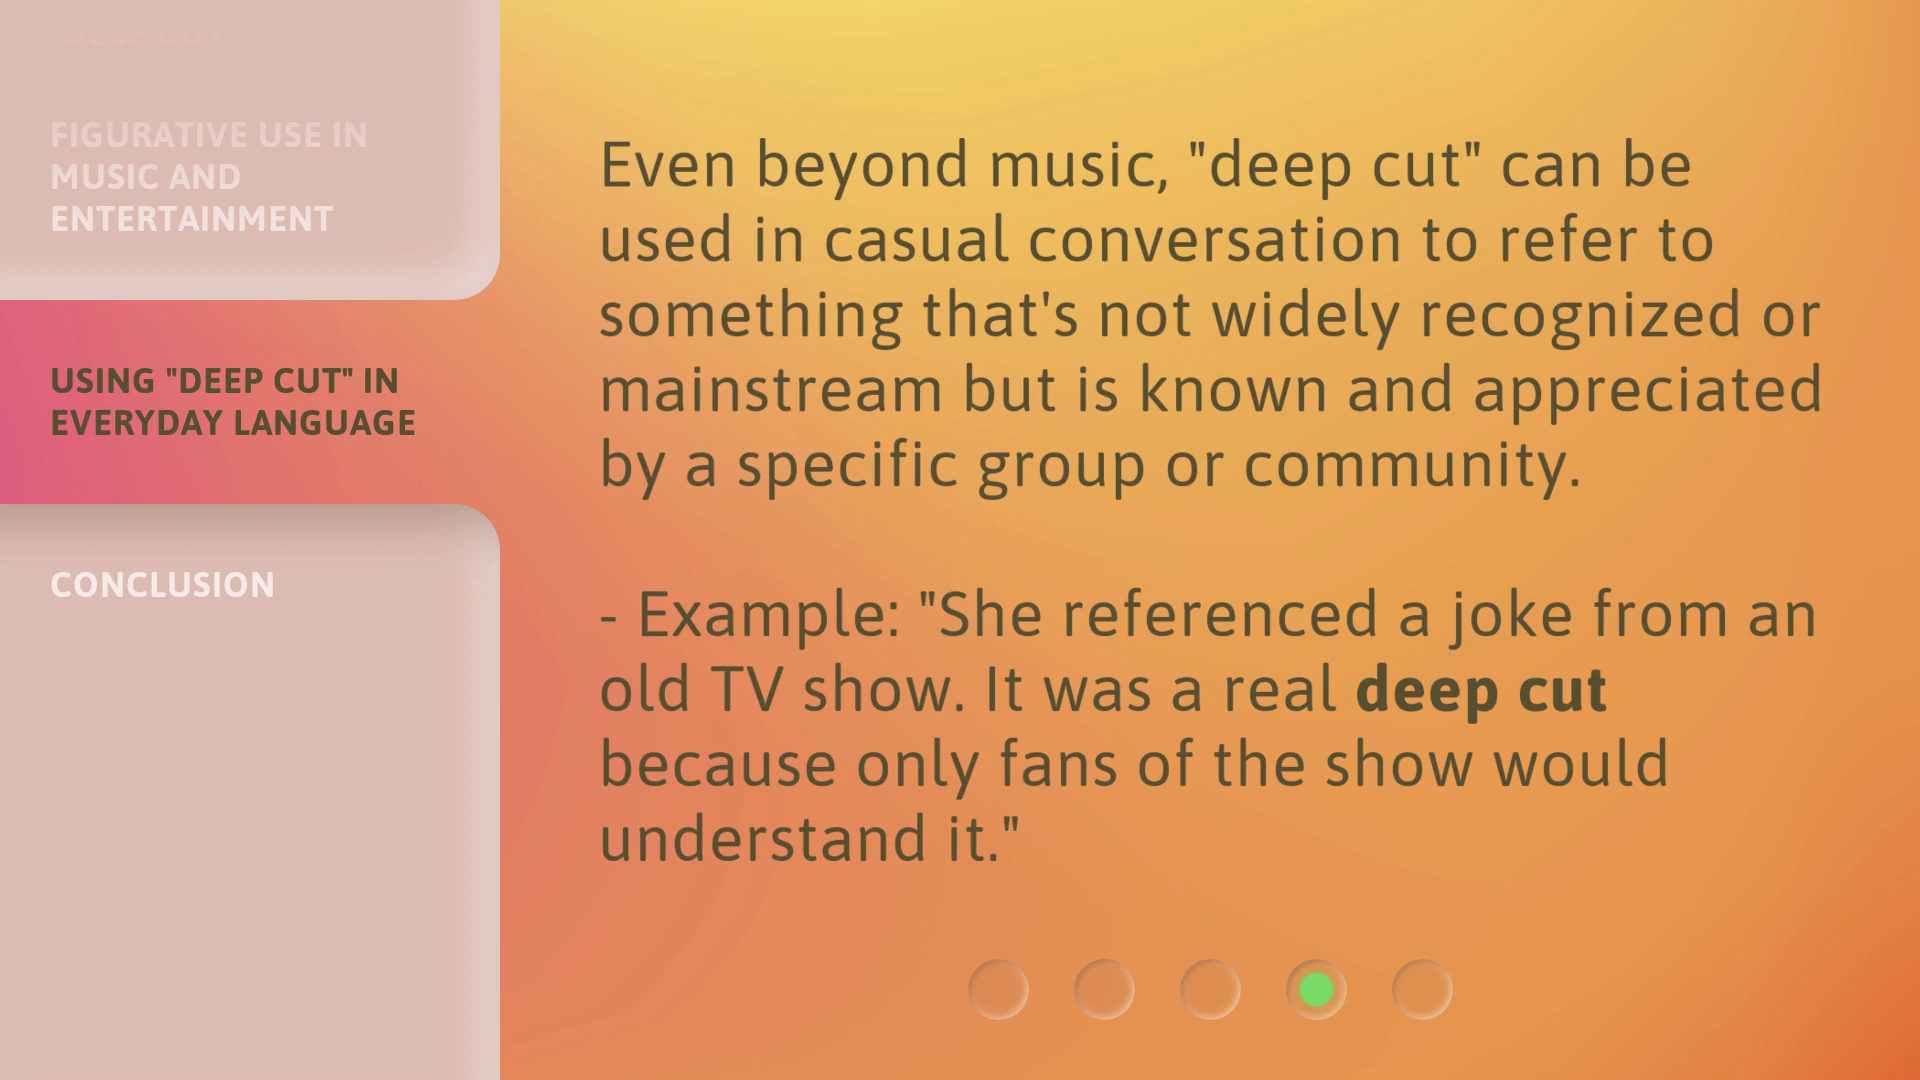 "DEEP CUT"
FIGURATIVE USE IN
MUSIC AND
ENTERTAINMENT
USING "DEEP CUT" IN
EVERYDAY LANGUAGE
CONCLUSION
Even beyond music, "deep cut" can be
used in casual conversation to refer to
something that's not widely recognized or
mainstream but is known and appreciated
by a specific group or community.
- Example: "She referenced a joke from an
old TV show. It was a real deep cut
because only fans of the show would
understand it."